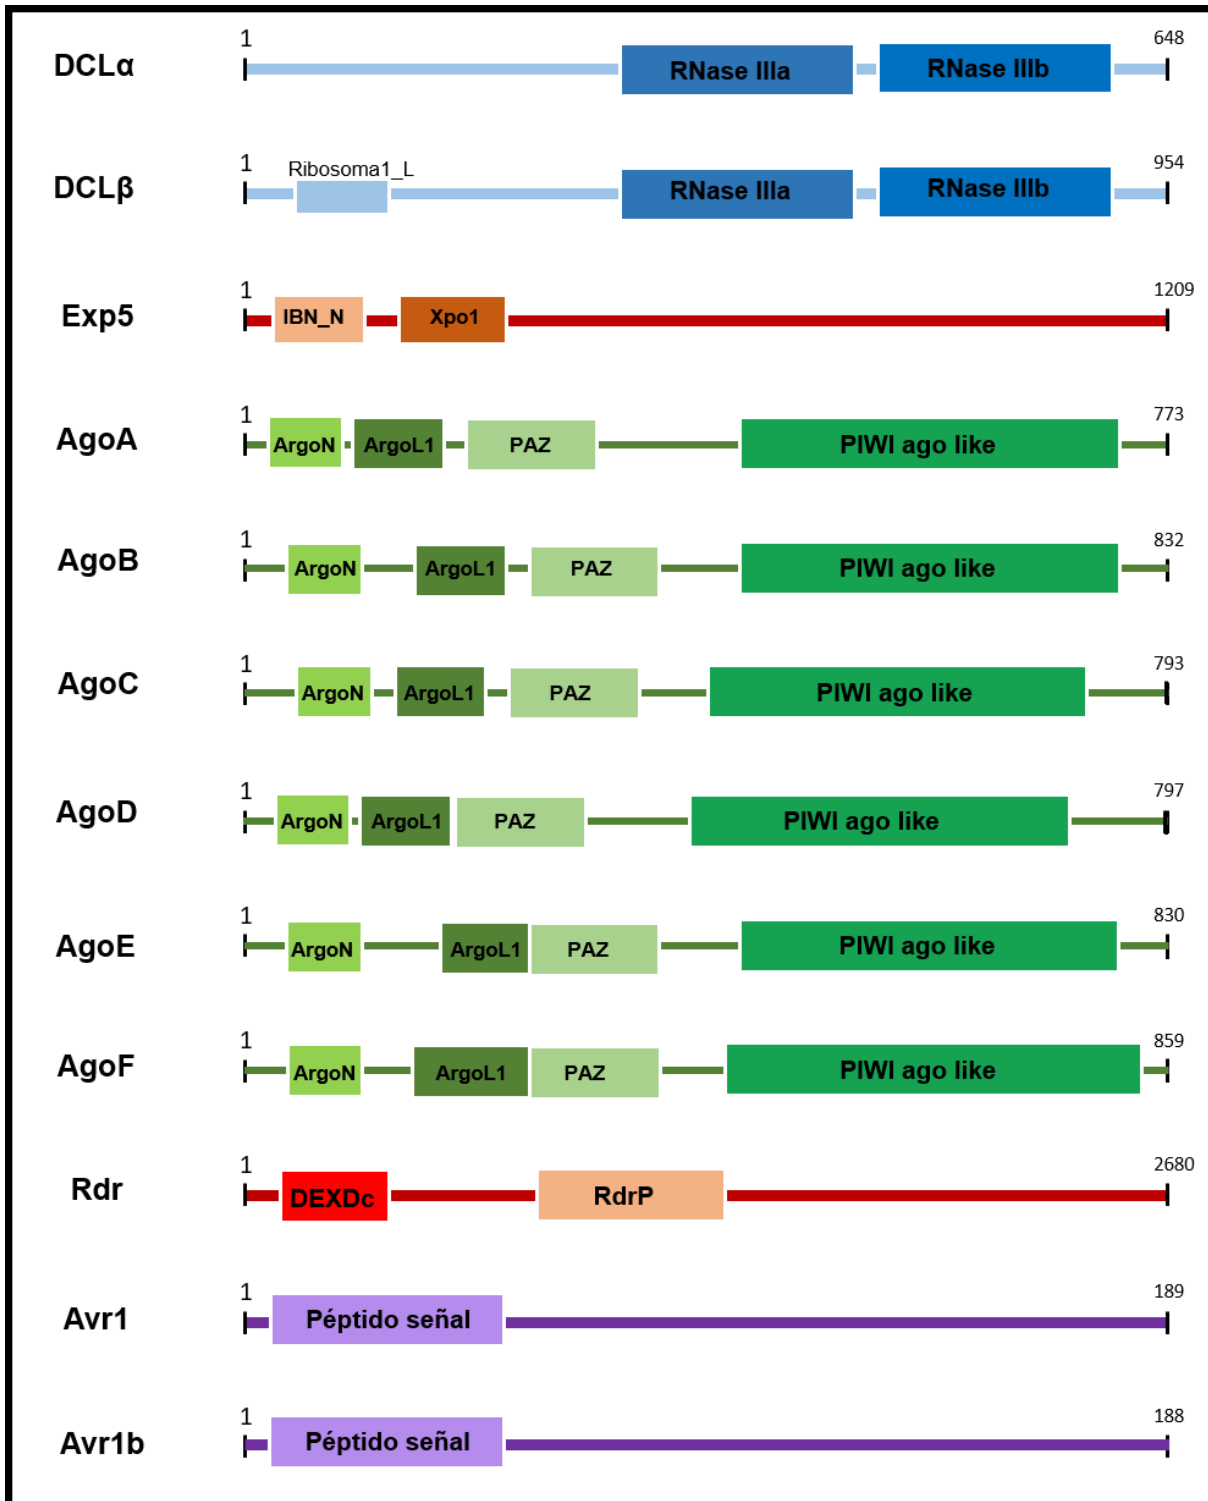 1 648
DCLα RNase IIIa RNase IIIb
1 954
Ribosoma1_L
DCLβ RNase IIIa RNase IIIb
1 1209
Exp5 IBN_N Xpo1
1 773
AgoA ArgoN ArgoL1 PAZ PIWI ago like
1 832
AgoB ArgoN ArgoL1 PAZ PIWI ago like
1 793
AgoC ArgoN ArgoL1 PAZ PIWI ago like
1 797
AgoD ArgoN ArgoL1 PAZ PIWI ago like
1 830
AgoE ArgoN ArgoL1 PAZ PIWI ago like
1 859
AgoF ArgoN ArgoL1 PAZ PIWI ago like
1 2680
Rdr DEXDc RdrP
1 189
Avr1 Péptido señal
1 188
Avr1b Péptido señal